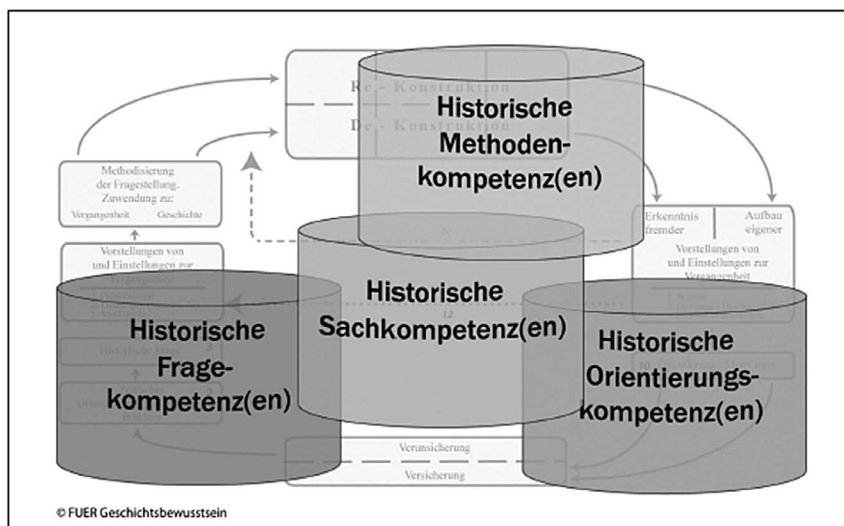 Re - Konstruktion
De - Konstruktion
Historische
Methoden-
kompetenz(en)
Methodisierung
der Fragestellung.
Zuwendung zu:
Vergangenheit Geschichte
Erkenntnis
fremder
Aufbau
eigener
Vorstellungen von
und Einstellungen zur
Vergangenheit
Vorstellungen von
und Einstellungen zur
Vergangenheit
Historische
Sachkompetenz(en)
12
Historische
Frage-
kompetenz(en)
Historische
Orientierungs-
kompetenz(en)
Verunsicherung
Versicherung
© FUER Geschichtsbewusstsein